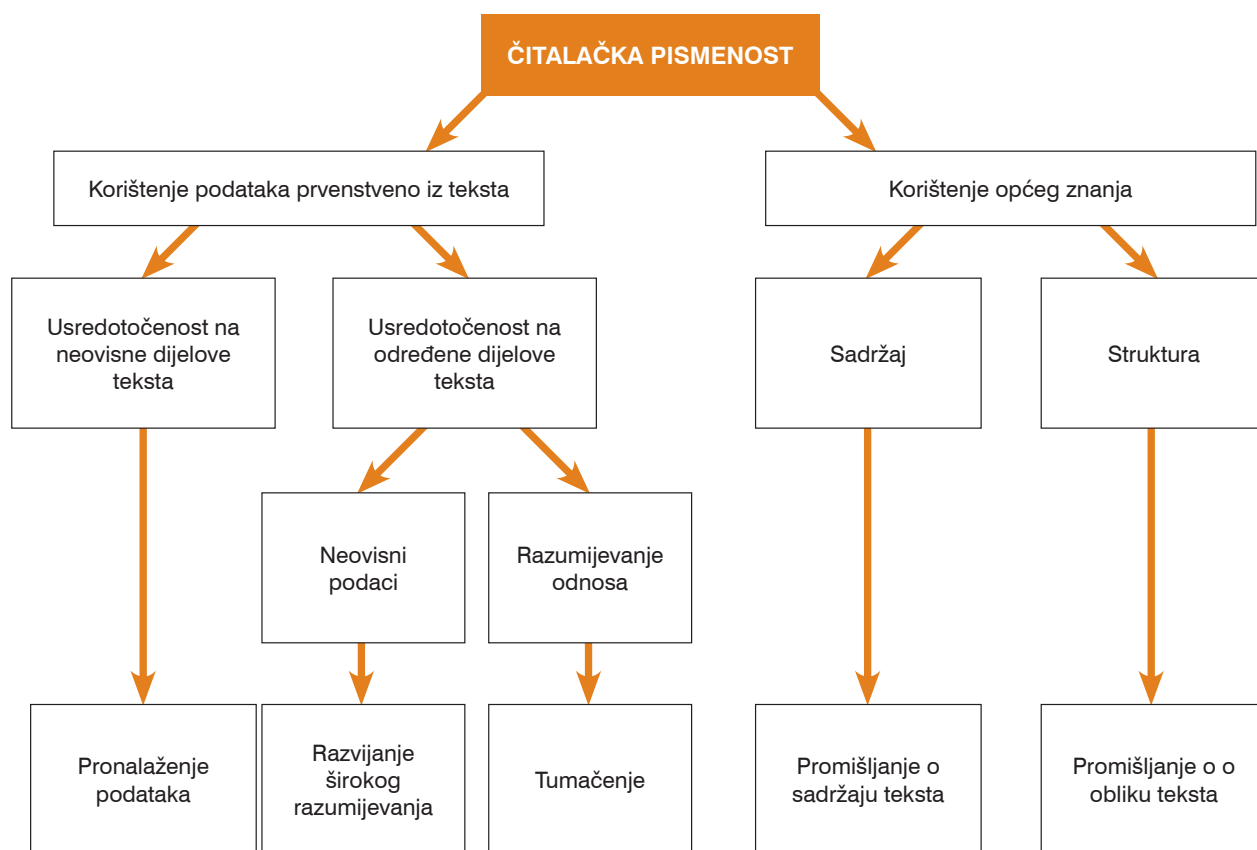 ČITALAČKA PISMENOST
Korištenje podataka prvenstveno iz teksta
Korištenje općeg znanja
Usredotočenost na
neovisne dijelove
teksta
Usredotočenost na
određene dijelove
teksta
Sadržaj
Struktura
Neovisni
podaci
Razumijevanje
odnosa
Pronalaženje
podataka
Razvijanje
širokog
razumijevanja
Tumačenje
Promišljanje o
sadržaju teksta
Promišljanje o o
obliku teksta